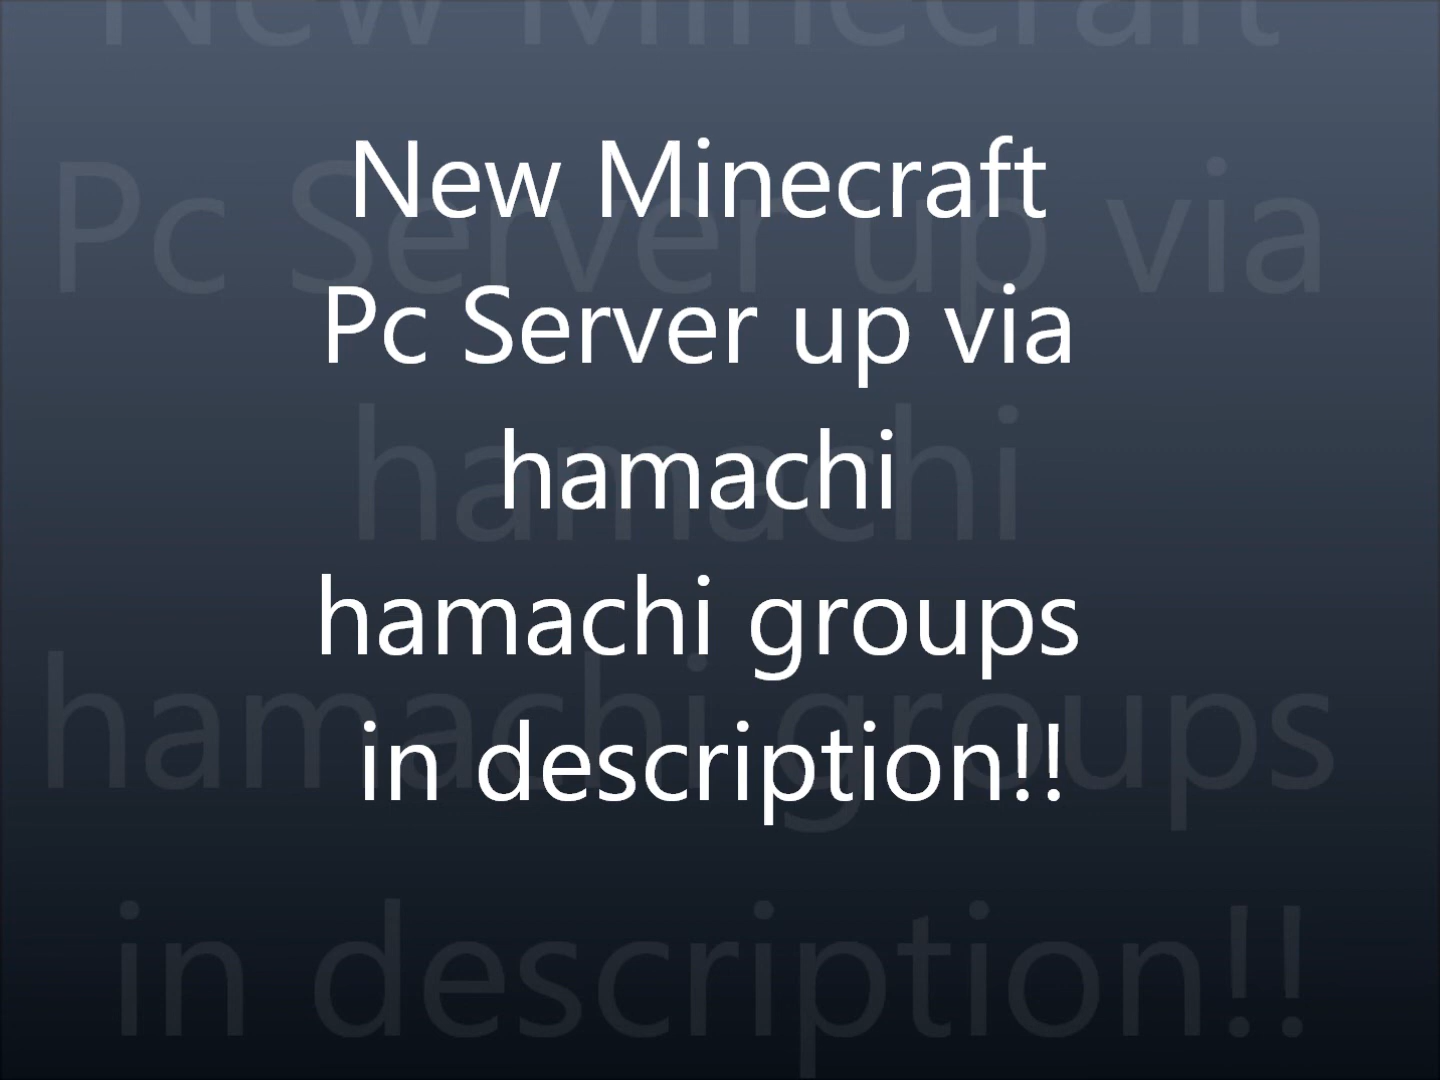 New Minecraft
Pc Server up via
hamachi
hamachi groups
in description!!